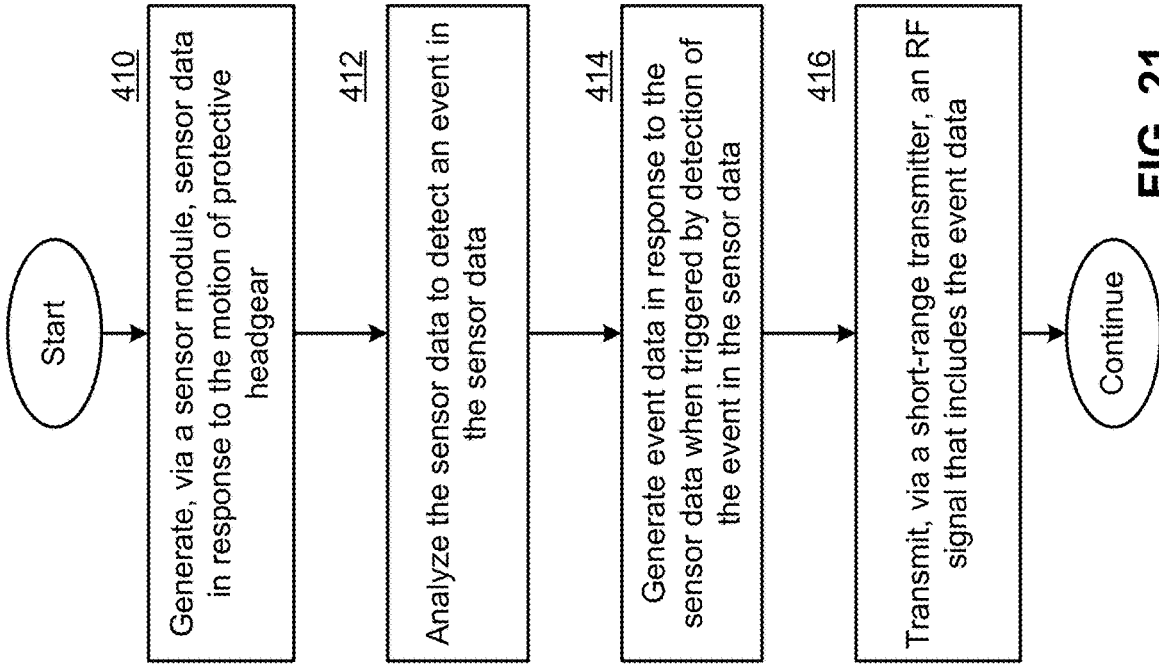 Start
410
Generate, via a sensor module, sensor data
in response to the motion of protective
headgear
412
Analyze the sensor data to detect an event in
the sensor data
414
Generate event data in response to the
sensor data when triggered by detection of
the event in the sensor data
416
Transmit, via a short-range transmitter, an RF
signal that includes the event data
Continue
FIG. 21